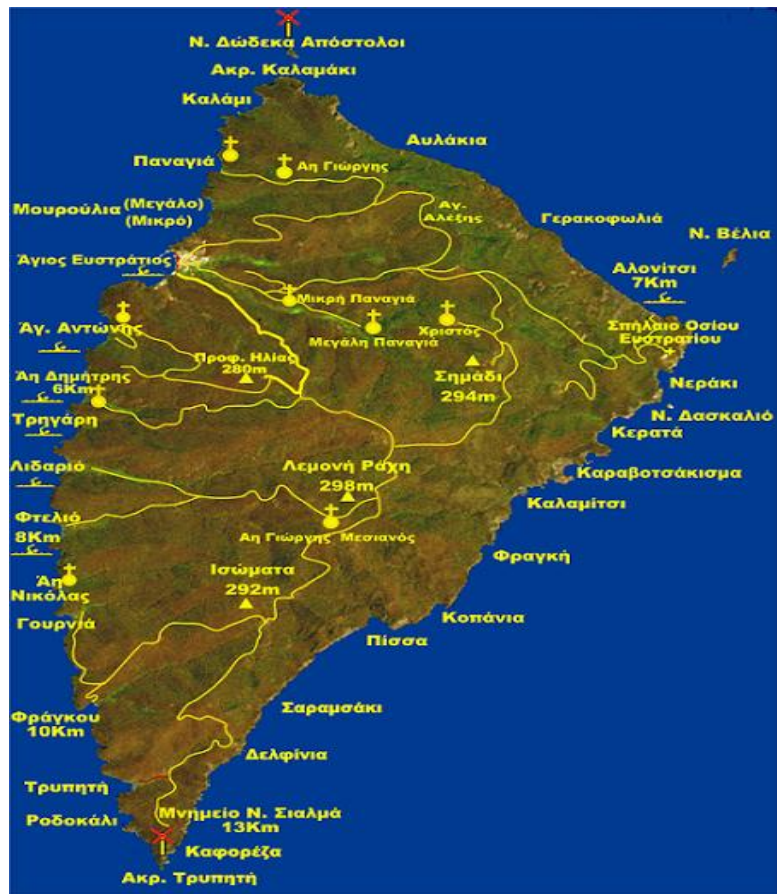 Ν. Δώδεκα Απόστολοι
Ακρ. Καλαμάκι
Καλάμι
Αυλάκια
Παναγιά
Αη Γιώργης
Μουρούλια (Μεγάλο)
(Μικρό)
Αγ.
Αλέξης
Γερακοφωλιά
Ν. Βέλια
Άγιος Ευστράτιος
Αλονίτσι
7Km
Μικρή Παναγιά
Μεγάλη Παναγιά
Χριστός
Σπήλαιο Οσίου
Ευστρατίου
Άγ. Αντώνης
Προφ. Ηλίας
280m
Σημάδι
294m
Άη Δημήτρης
6Km
Τρηγάρη
Νεράκι
Ν. Δασκαλιό
Κερατά
Λιδαριό
Λεμονή Ράχη
298m
Καραβοτσάκισμα
Καλαμίτσι
Φτελιό
8Km
Αη Γιώργης Μεσιανός
Φραγκή
Άη
Νικόλας
Ισώματα
292m
Γουρνιά
Κοπάνια
Πίσσα
Σαραμσάκι
Φράγκου
10Km
Δελφίνια
Τρυπητή
Ροδοκάλι
Μνημείο Ν. Σιαλμά
13Km
Καφορέζα
Ακρ. Τρυπητή